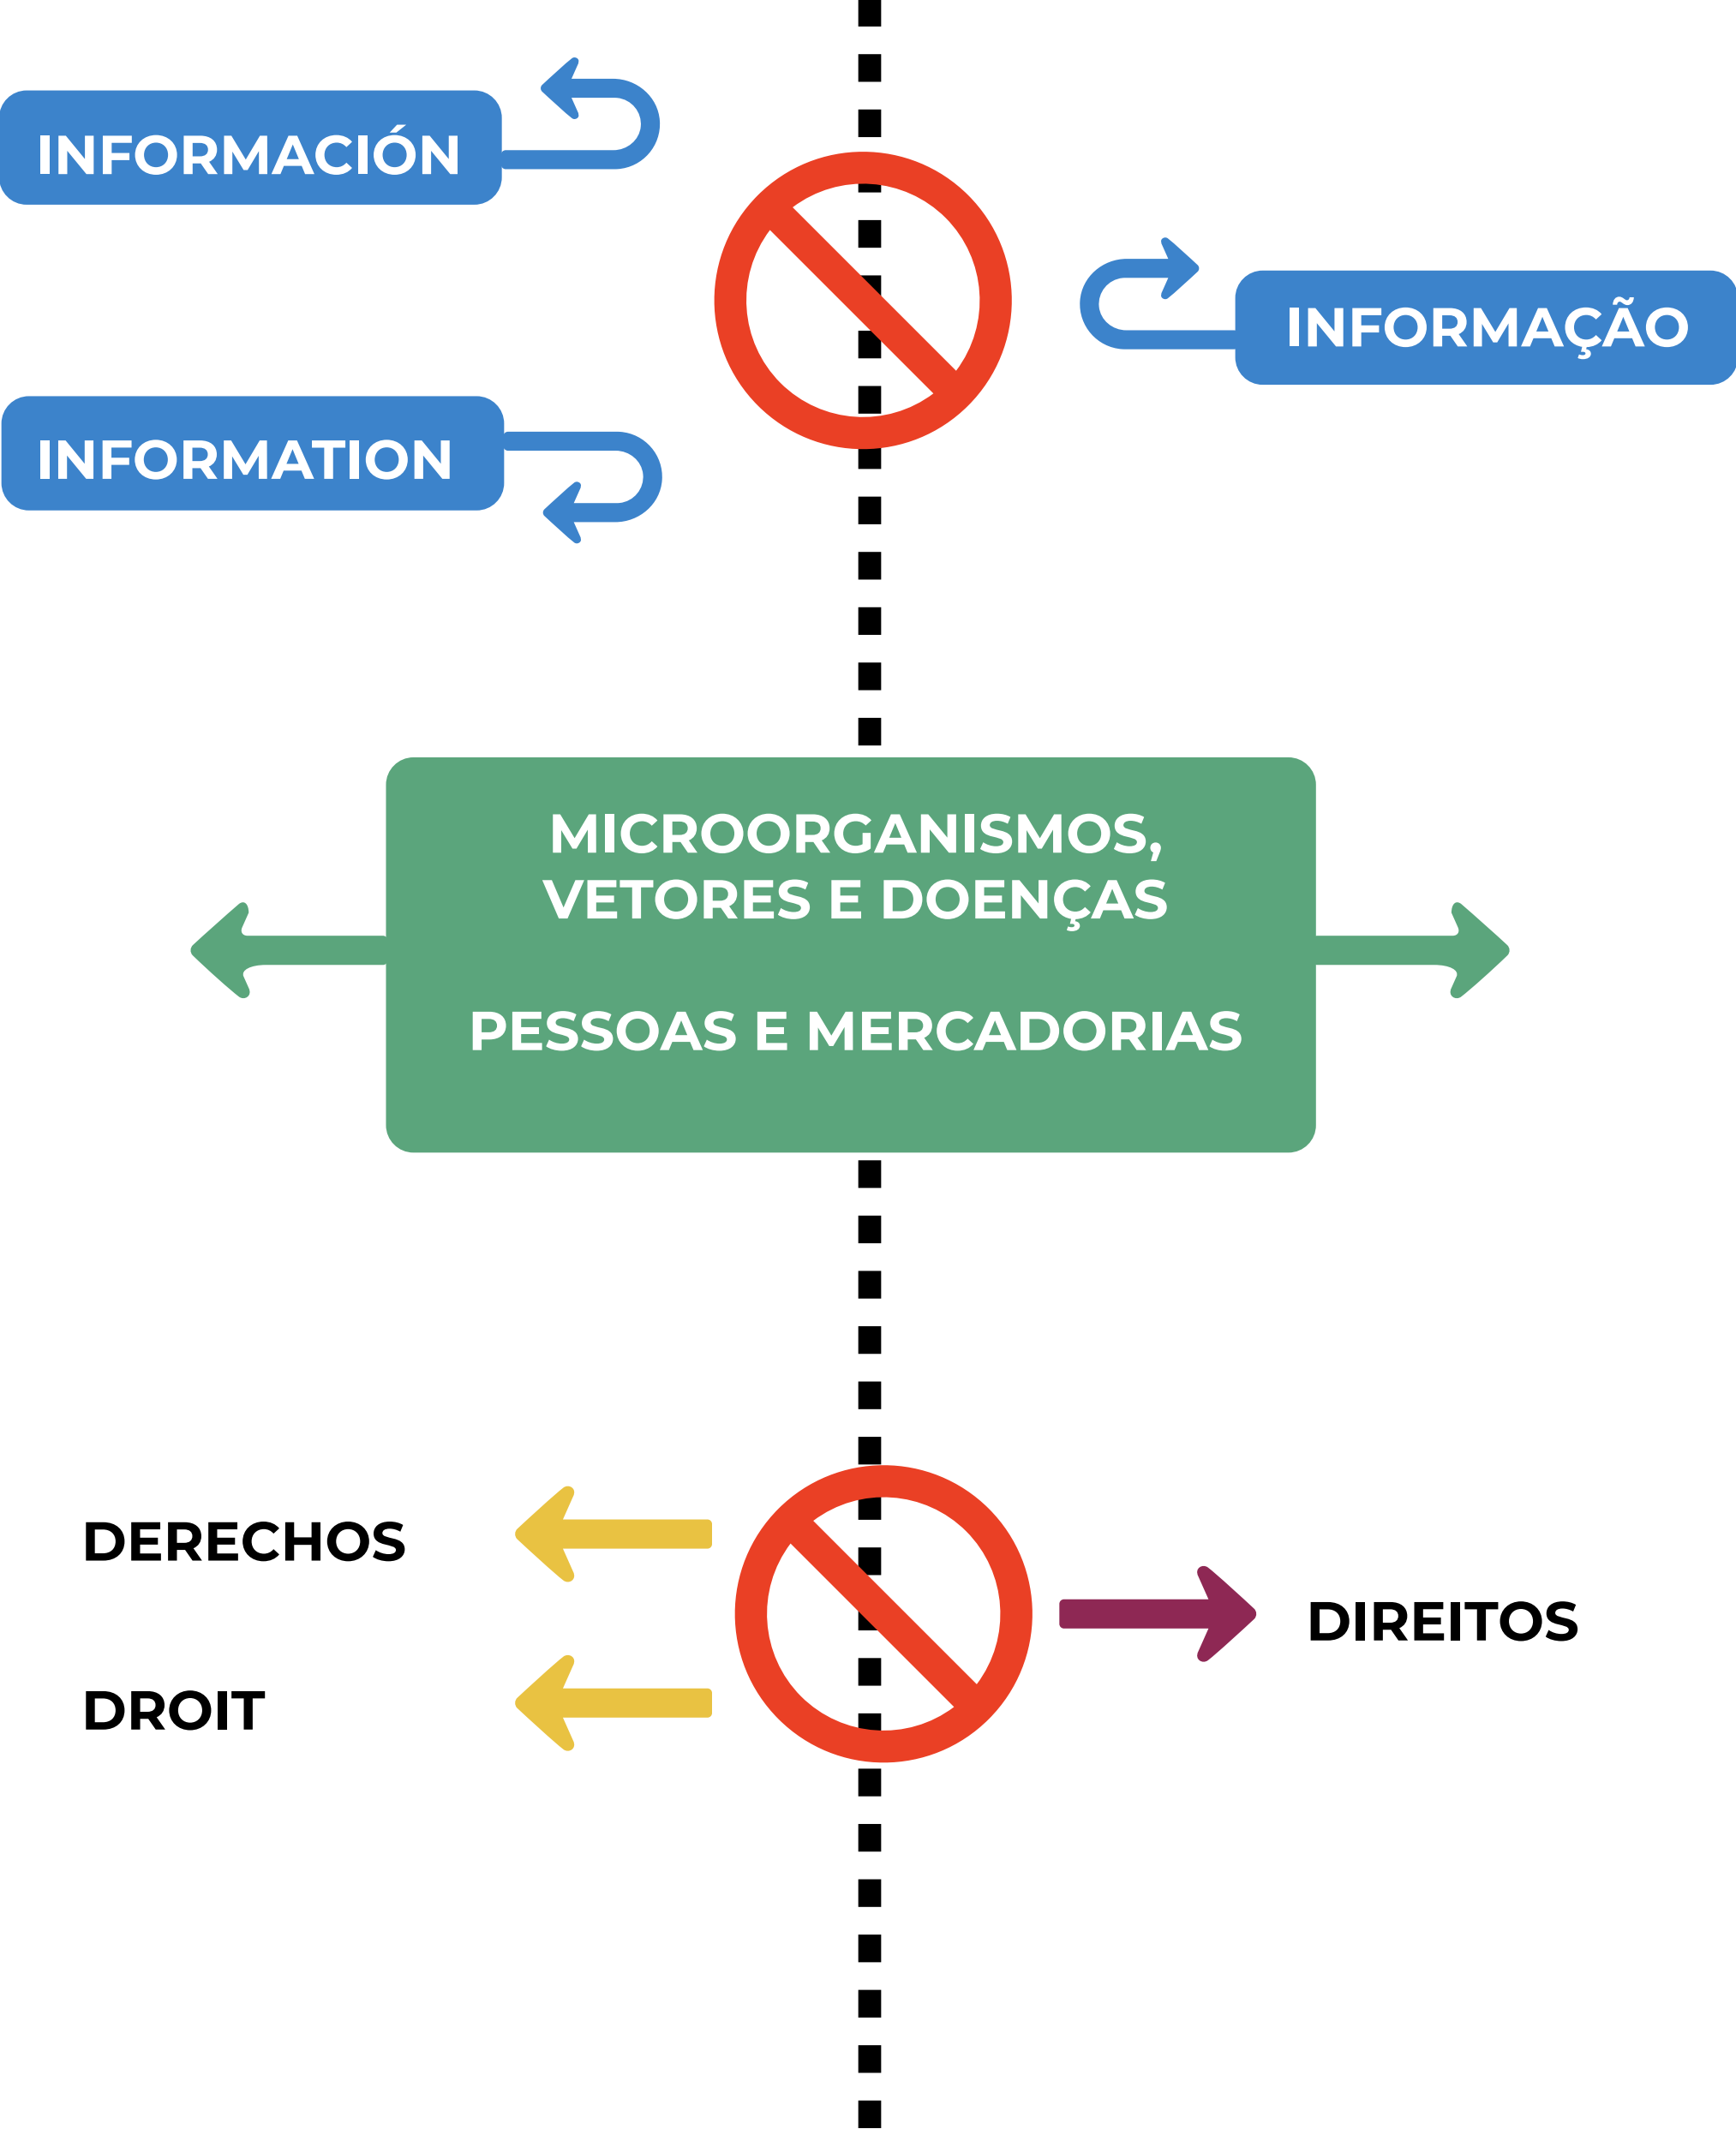 INFORMACIÓN
INFORMAÇÃO
INFORMATION
MICROORGANISMOS,
VETORES E DOENÇAS
PESSOAS E MERCADORIAS
DERECHOS
DIREITOS
DROIT